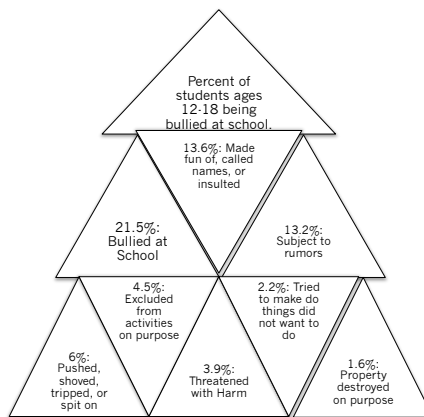 Percent of
students ages
12-18 being
bullied at school.
13.6%: Made
fun of, called
names, or
insulted
21.5%:
Bullied at
School
13.2%:
Subject to
rumors
4.5%:
Excluded
from
activities
on purpose
2.2%: Tried
to make do
things did
not want to
do
6%:
Pushed,
shoved,
tripped, or
spit on
3.9%:
Threatened
with Harm
1.6%:
Property
destroyed
on purpose